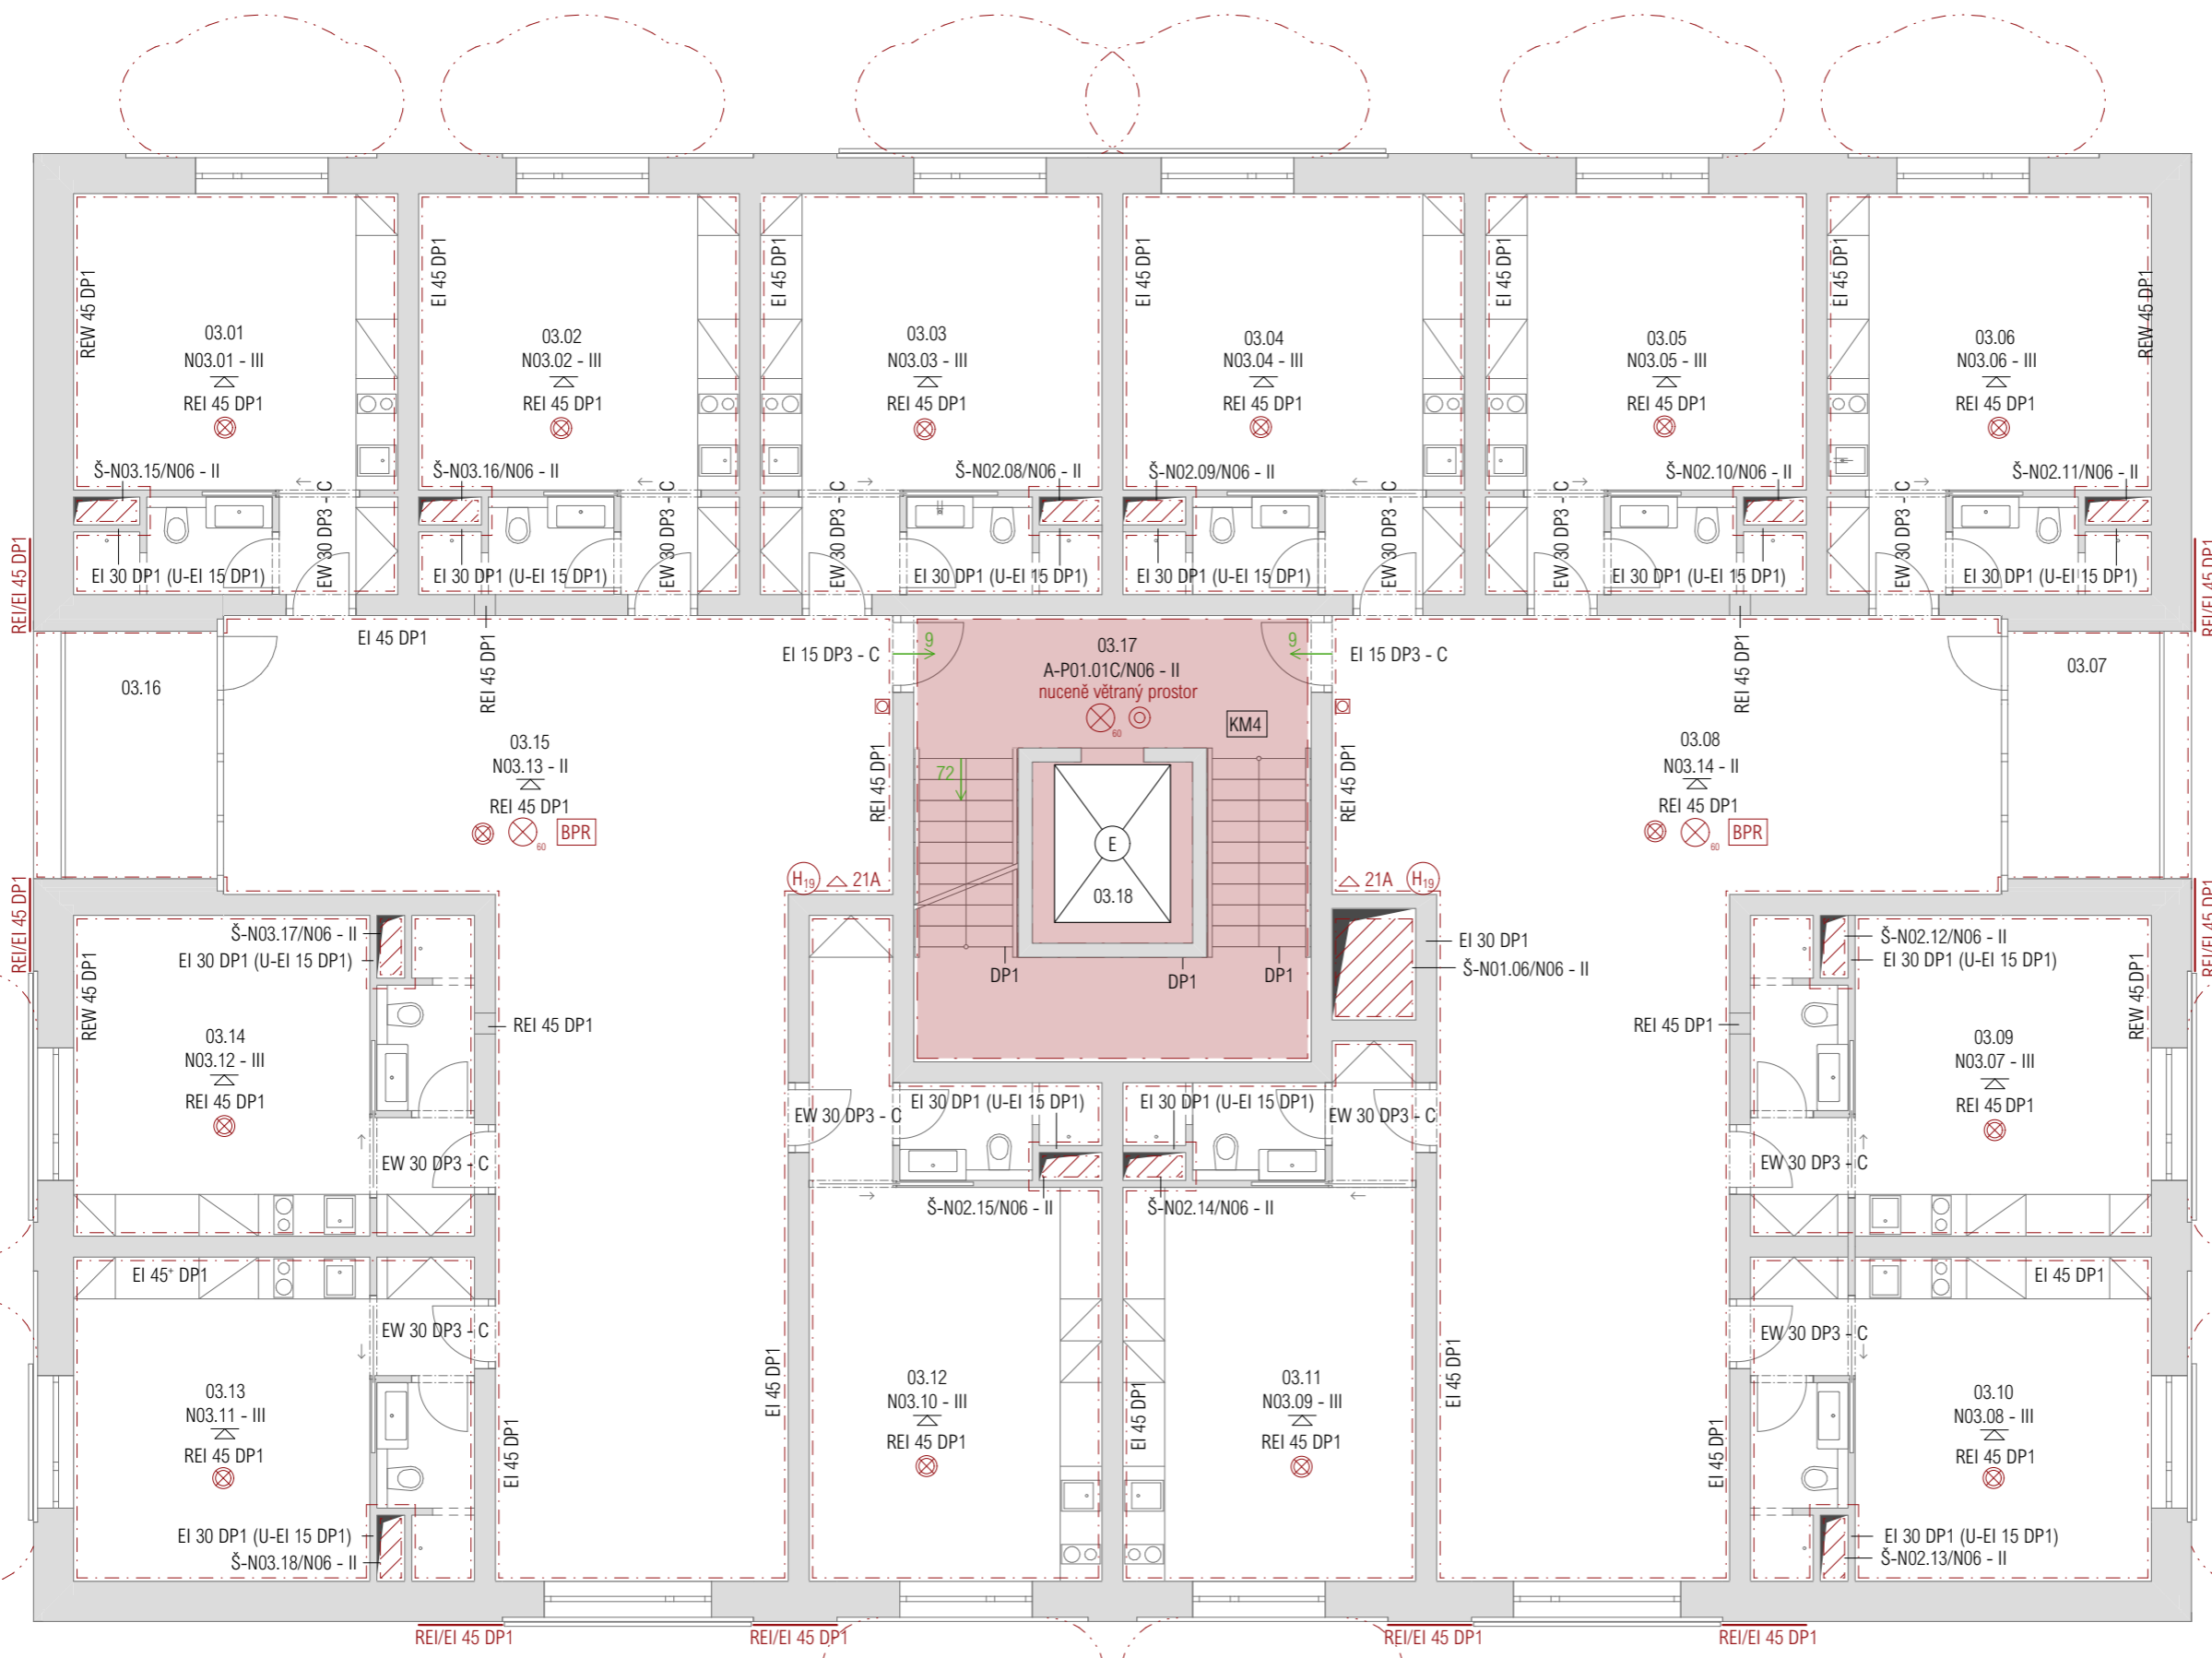 EI 45 DP1
EI 45 DP1
EI 45 DP1
EI 45 DP1
EI 45 DP1
REW 45 DP1
REW 45 DP1
03.01
N03.01 - III
REI 45 DP1
03.02
N03.02 - III
REI 45 DP1
03.03
N03.03 - III
REI 45 DP1
03.04
N03.04 - III
REI 45 DP1
03.05
N03.05 - III
REI 45 DP1
03.06
N03.06 - III
REI 45 DP1
Š-N03.15/N06 - II
Š-N03.16/N06 - II
Š-N02.08/N06 - II
Š-N02.09/N06 - II
Š-N02.10/N06 - II
Š-N02.11/N06 - II
EW 30 DP3 - C
EW 30 DP3 - C
EW 30 DP3 - C
EW 30 DP3 - C
EW 30 DP3 - C
EW 30 DP3 - C
EI 30 DP1 (U-EI 15 DP1)
EI 30 DP1 (U-EI 15 DP1)
EI 30 DP1 (U-EI 15 DP1)
EI 30 DP1 (U-EI 15 DP1)
EI 30 DP1 (U-EI 15 DP1)
EI 30 DP1 (U-EI 15 DP1)
REI/EI 45 DP1
REI/EI 45 DP1
EI 45 DP1
REI 45 DP1
EI 15 DP3 - C
9
03.17
A-P01.01C/N06 - II
nuceně větraný prostor
60
KM4
9
EI 15 DP3 - C
REI 45 DP1
03.16
03.07
03.15
N03.13 - II
REI 45 DP1
60
BPR
REI 45 DP1
72
E
03.18
REI 45 DP1
03.08
N03.14 - II
REI 45 DP1
60
BPR
H19
21A
21A
H19
REI/EI 45 DP1
REI/EI 45 DP1
DP1
DP1
DP1
EI 30 DP1
Š-N01.06/N06 - II
Š-N03.17/N06 - II
EI 30 DP1 (U-EI 15 DP1)
Š-N02.12/N06 - II
EI 30 DP1 (U-EI 15 DP1)
REW 45 DP1
REW 45 DP1
REI 45 DP1
REI 45 DP1
03.14
N03.12 - III
REI 45 DP1
03.09
N03.07 - III
REI 45 DP1
EW 30 DP3 - C
EI 30 DP1 (U-EI 15 DP1)
EI 30 DP1 (U-EI 15 DP1)
EW 30 DP3 - C
EW 30 DP3 - C
EW 30 DP3 - C
Š-N02.15/N06 - II
Š-N02.14/N06 - II
EI 45+ DP1
EI 45 DP1
EW 30 DP3 - C
EW 30 DP3 - C
EI 45 DP1
EI 45 DP1
EI 45 DP1
EI 45 DP1
EI 45 DP1
03.13
N03.11 - III
REI 45 DP1
03.12
N03.10 - III
REI 45 DP1
03.11
N03.09 - III
REI 45 DP1
03.10
N03.08 - III
REI 45 DP1
EI 30 DP1 (U-EI 15 DP1)
Š-N03.18/N06 - II
EI 30 DP1 (U-EI 15 DP1)
Š-N02.13/N06 - II
REI/EI 45 DP1
REI/EI 45 DP1
REI/EI 45 DP1
REI/EI 45 DP1